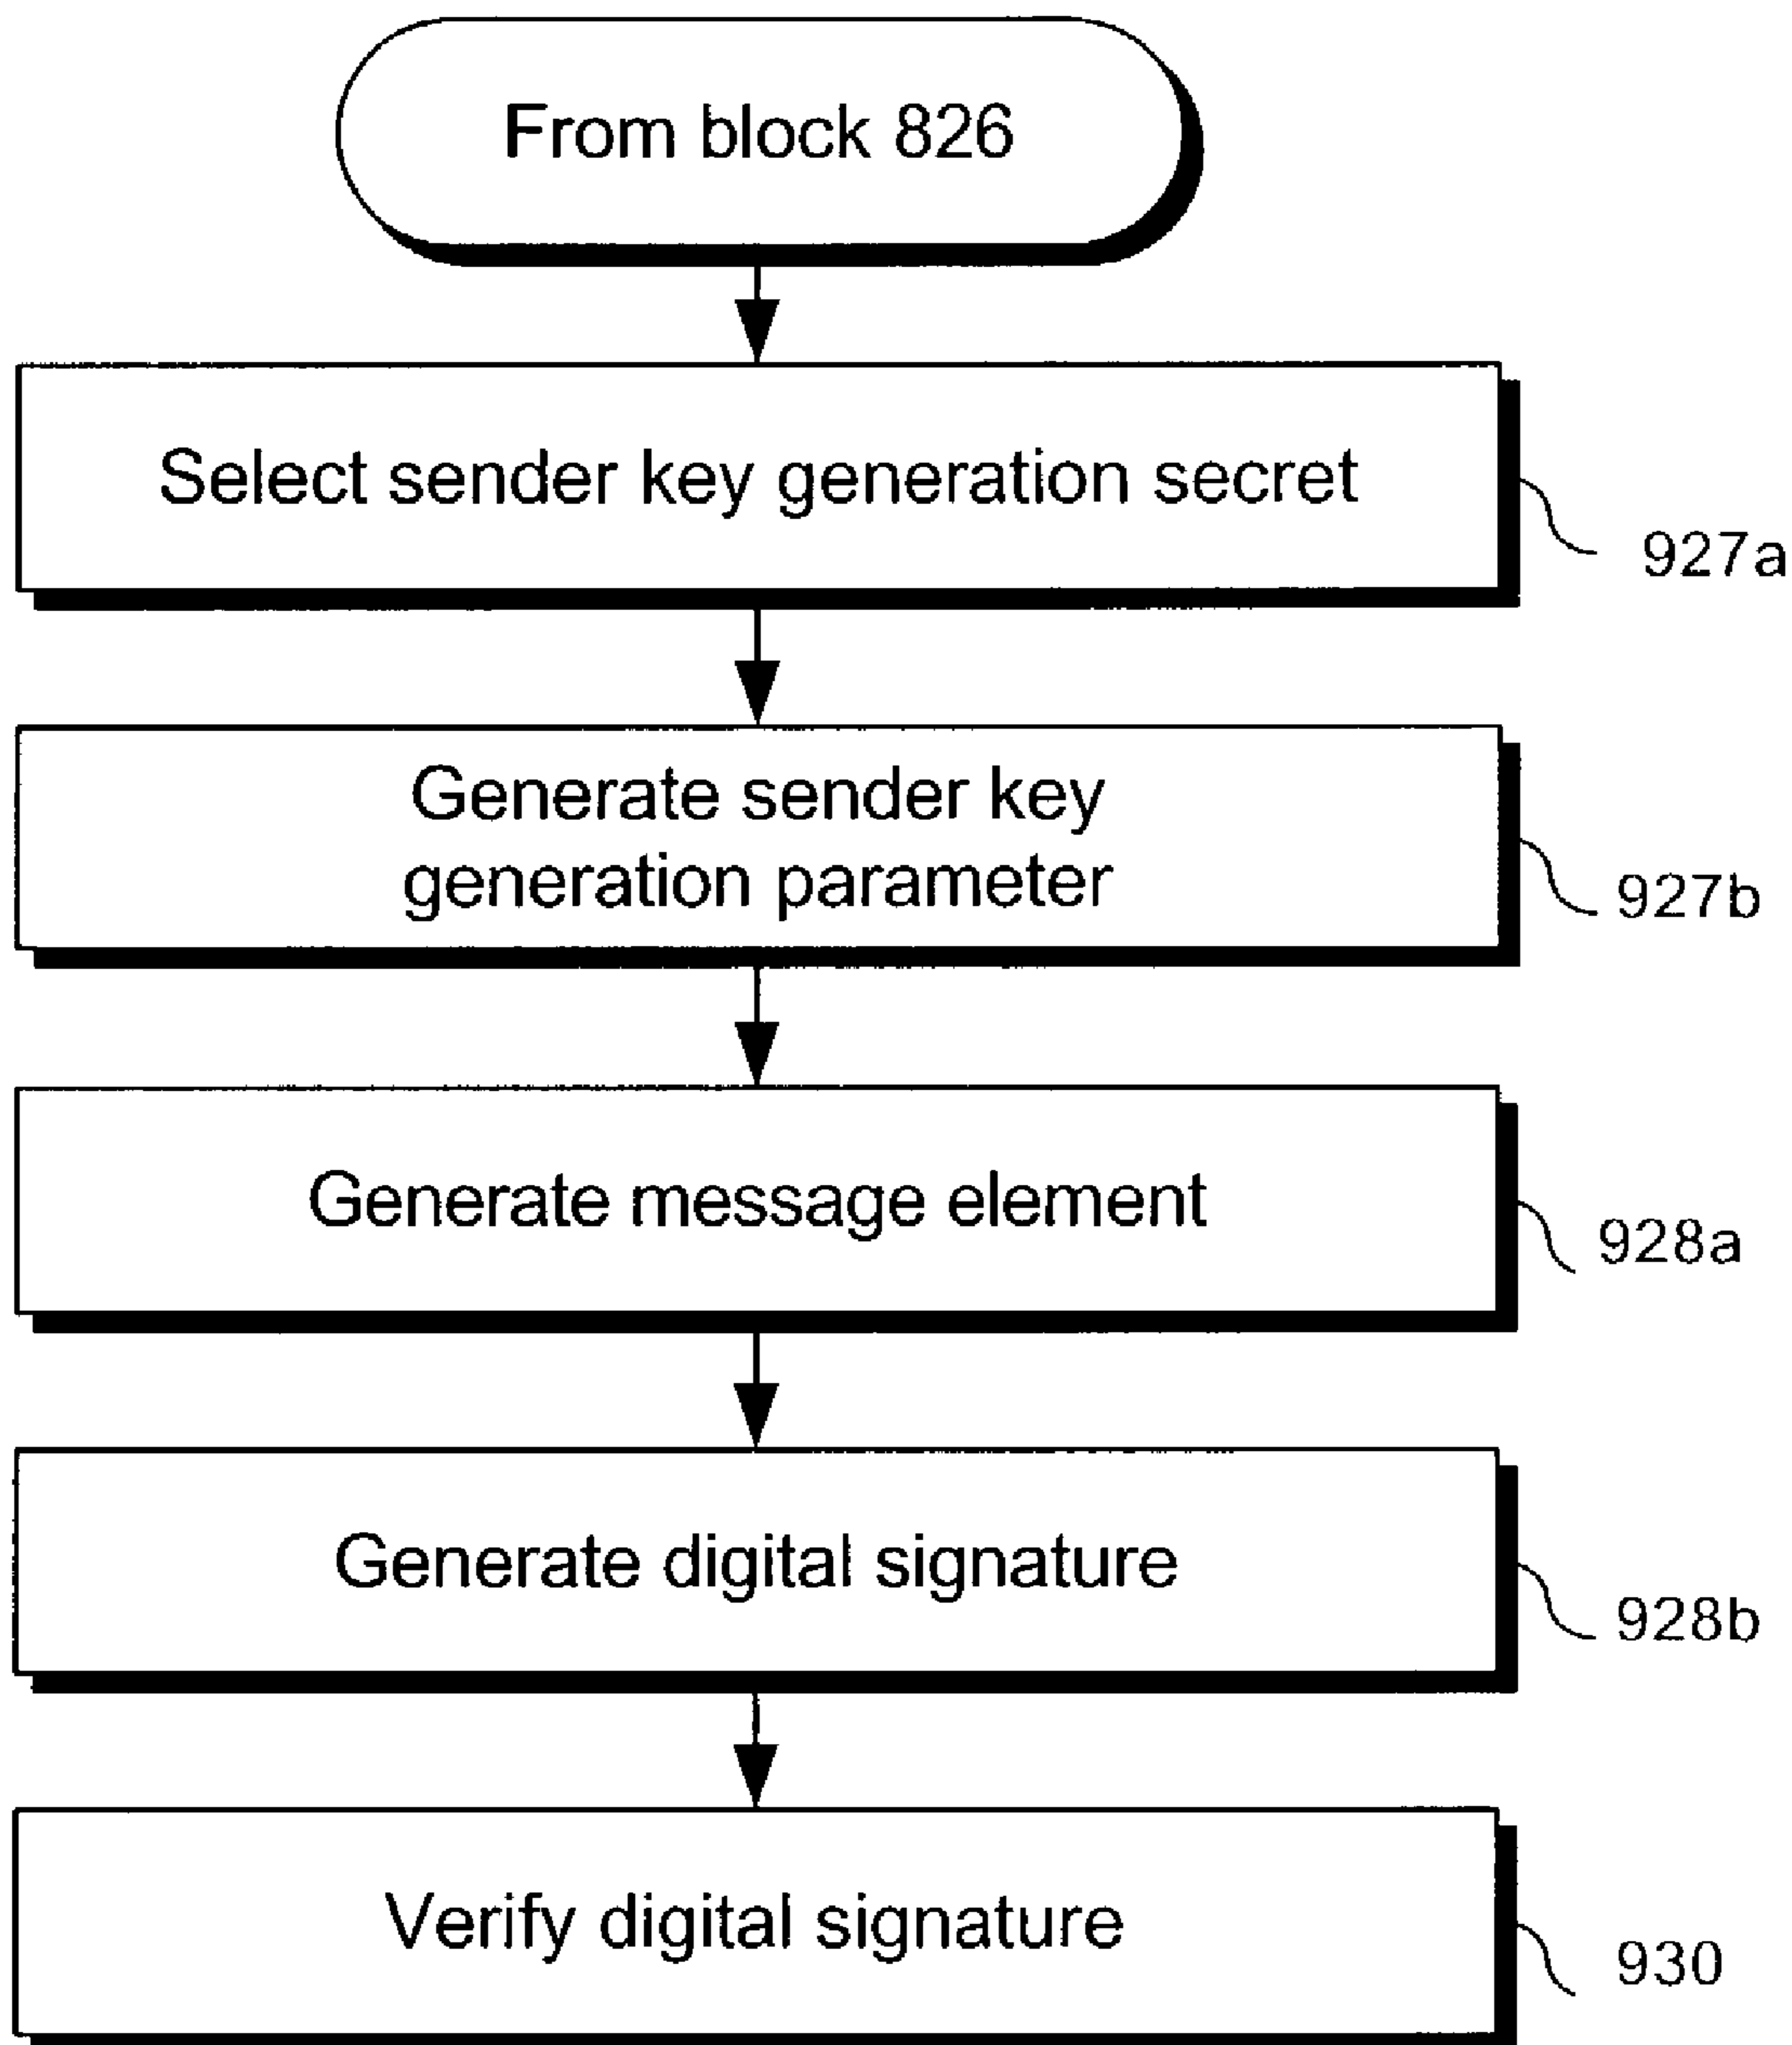 From block 826
Select sender key generation secret
927a
Generate sender key
generation parameter
927b
Generate message element
928a
Generate digital signature
928b
Verify digital signature
930